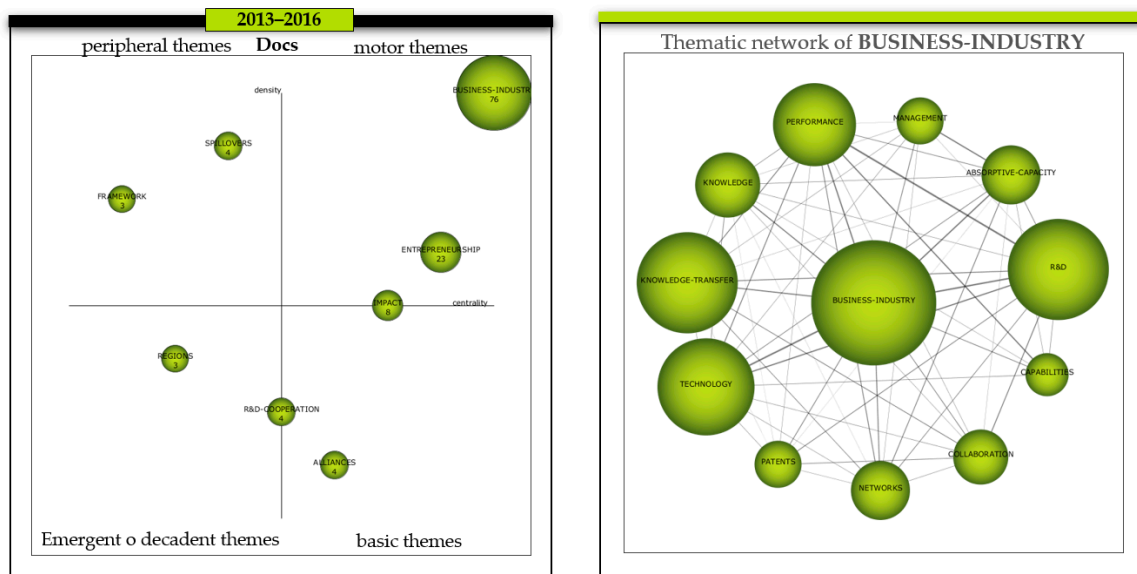 2013–2016
peripheral themes Docs motor themes
density
BUSINESS-INDUSTR
76
SPILLOVERS
4
FRAMEWORK
3
ENTREPRENEURSHIP
23
centrality
IMPACT
8
REGIONS
3
R&D-COOPERATION
4
ALLIANCES
4
Emergent o decadent themes basic themes
Thematic network of BUSINESS-INDUSTRY
PERFORMANCE
MANAGEMENT
ABSORPTIVE-CAPACITY
KNOWLEDGE
R&D
KNOWLEDGE-TRANSFER
BUSINESS-INDUSTRY
CAPABILITIES
TECHNOLOGY
COLLABORATION
PATENTS
NETWORKS